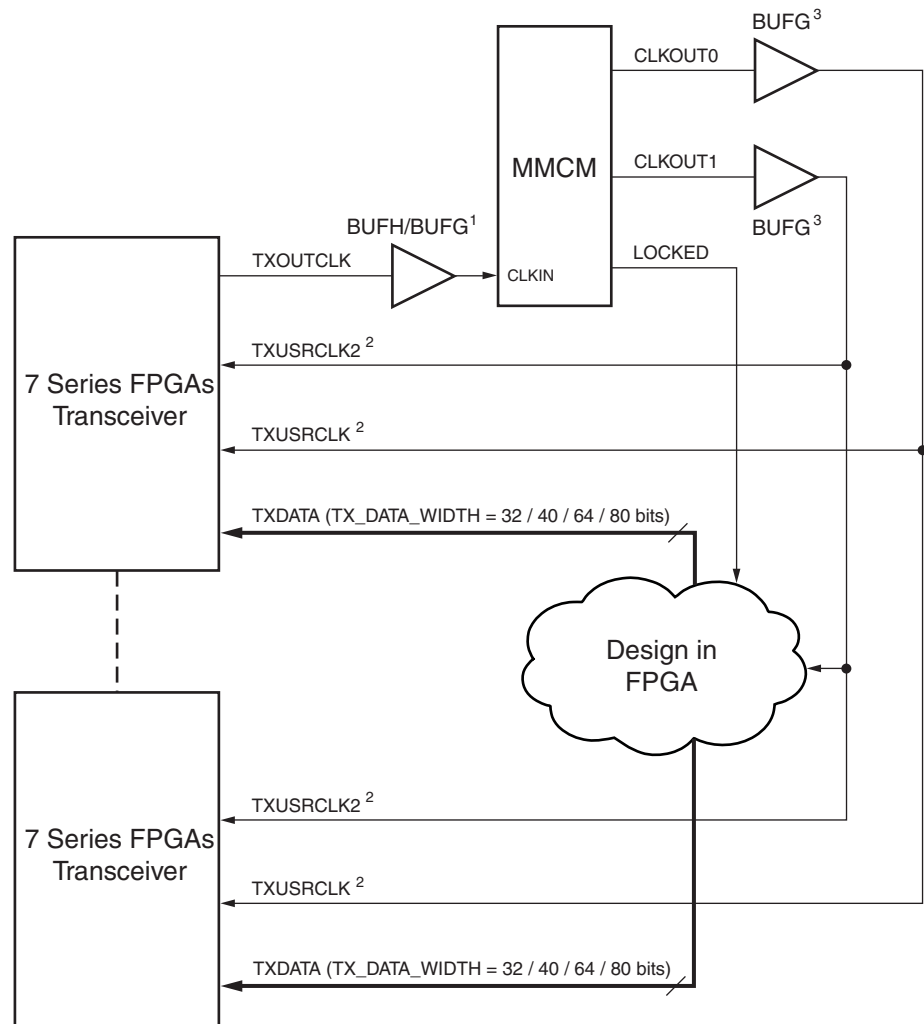 BUFG3
CLKOUT0
MMCM
CLKOUT1
BUFH/BUFG1
BUFG3
TXOUTCLK
LOCKED
CLKIN
TXUSRCLK2 2
7 Series FPGAs
Transceiver
TXUSRCLK 2
TXDATA (TX_DATA_WIDTH = 32 / 40 / 64 / 80 bits)
Design in
FPGA
TXUSRCLK2 2
7 Series FPGAs
Transceiver
TXUSRCLK 2
TXDATA (TX_DATA_WIDTH = 32 / 40 / 64 / 80 bits)